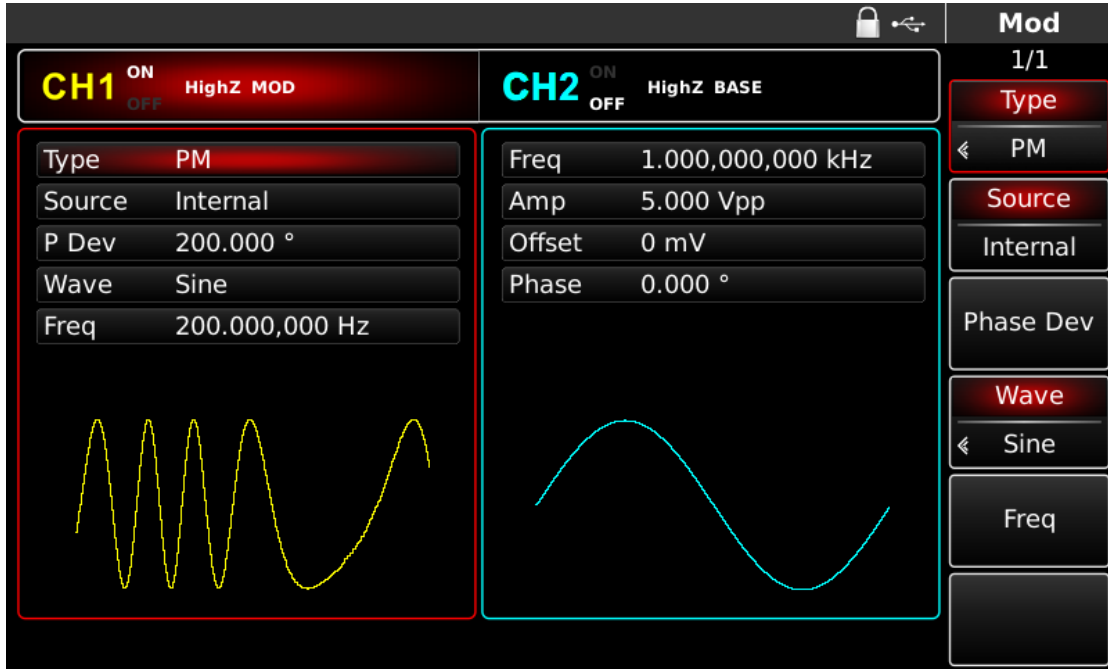 Mod
1/1
CH1 ON OFF HighZ MOD
CH2 ON OFF HighZ BASE
Type PM
Source Internal
P Dev 200.000 °
Wave Sine
Freq 200.000,000 Hz
Freq 1.000,000,000 kHz
Amp 5.000 Vpp
Offset 0 mV
Phase 0.000 °
Type
PM
Source
Internal
Phase Dev
Wave
Sine
Freq